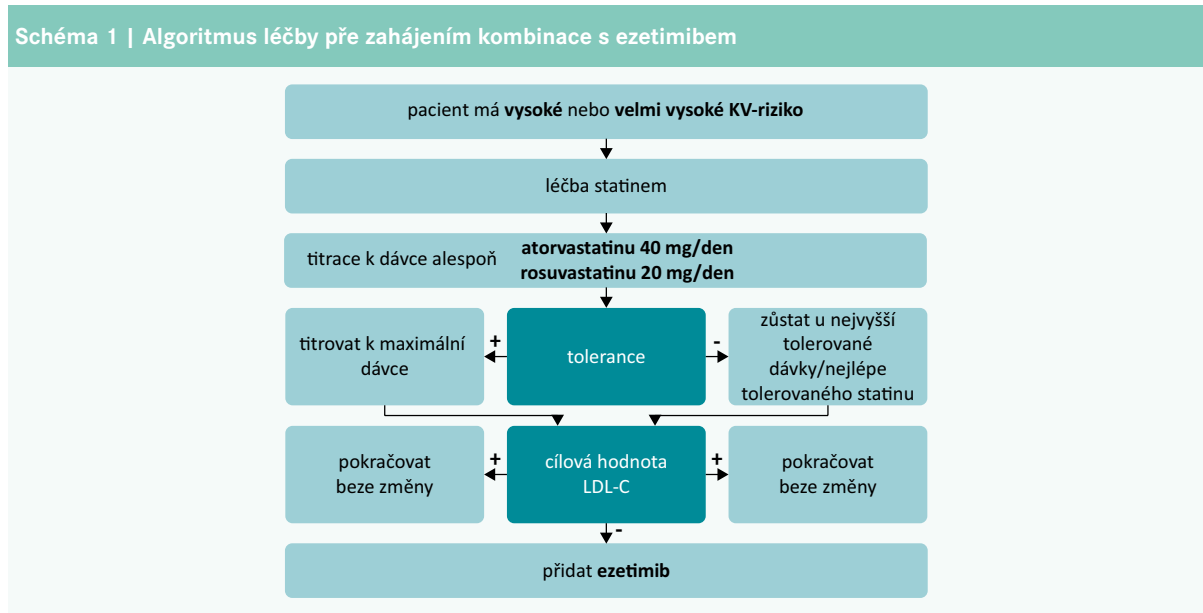 Schéma 1 | Algoritmus léčby pře zahájením kombinace s ezetimibem
pacient má vysoké nebo velmi vysoké KV-riziko
léčba statinem
titrace k dávce alespoň
atorvastatinu 40 mg/den
rosuvastatinu 20 mg/den
titrovat k maximální
dávce
+
tolerance
-
zůstat u nejvyšší
tolerované
dávky/nejlépe
tolerovaného statinu
pokračovat
beze změny
+
cílová hodnota
LDL-C
+
pokračovat
beze změny
-
přidat ezetimib